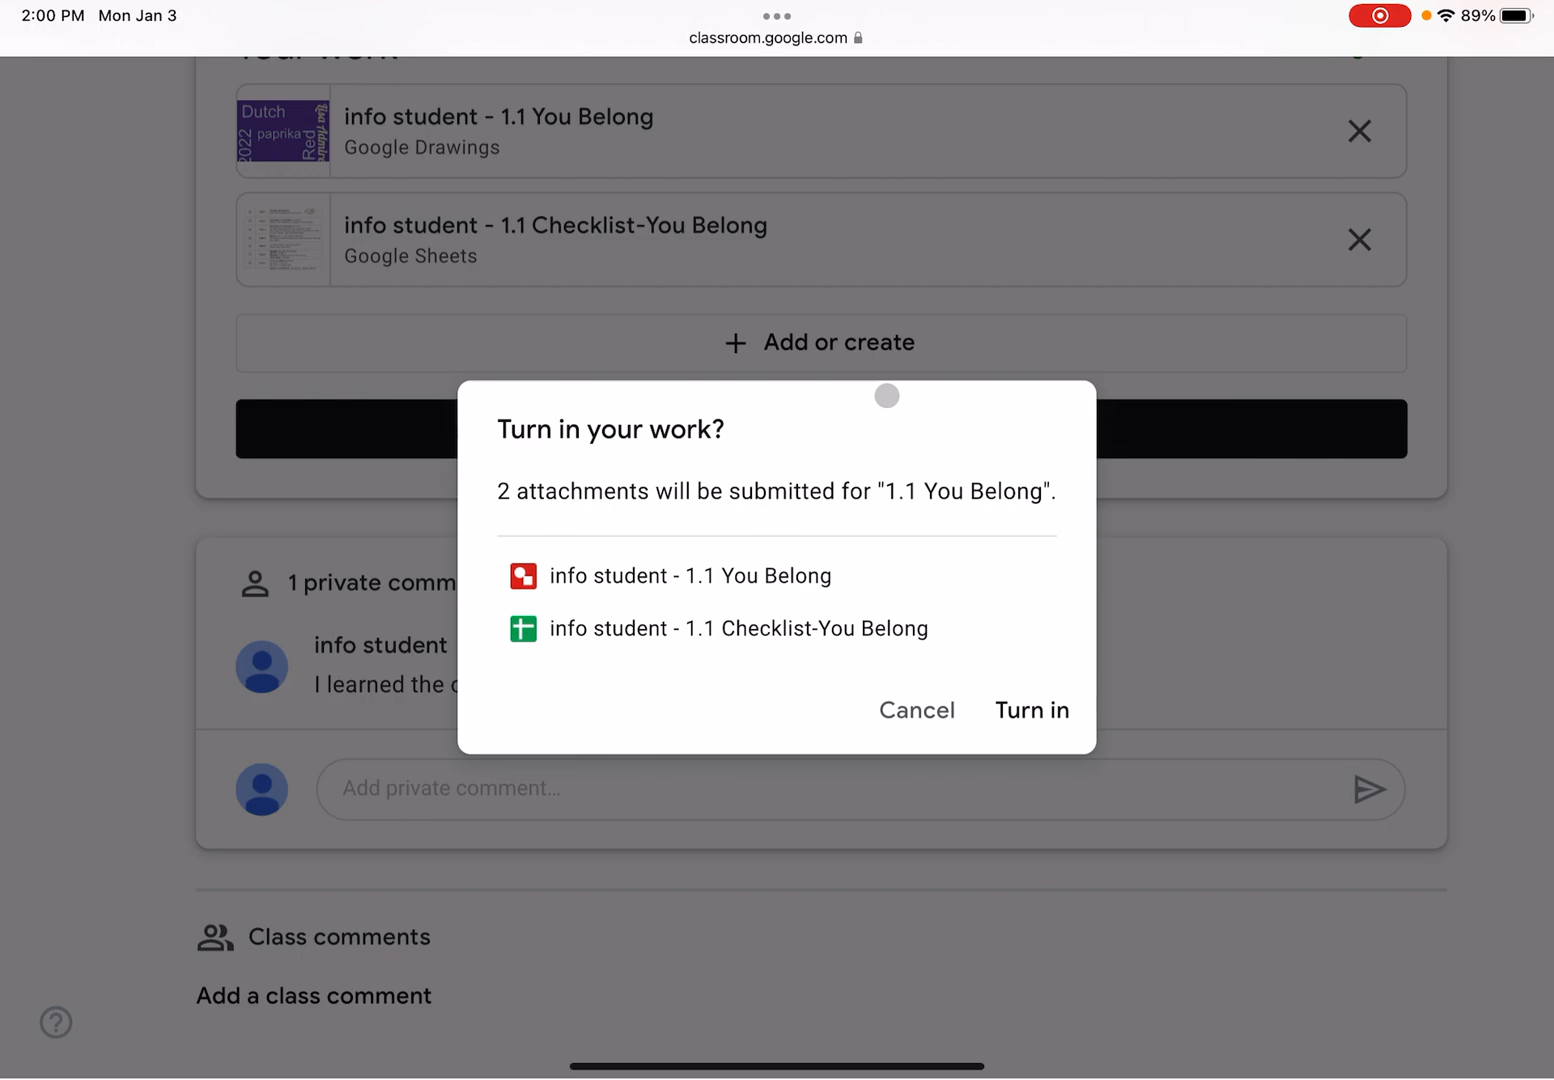 2:00 PM Mon Jan 3
89%
classroom.google.com
Your work
Dutch
2022
paprika
Red
info student - 1.1 You Belong
Google Drawings
info student - 1.1 Checklist-You Belong
Google Sheets
+ Add or create
Turn in your work?
2 attachments will be submitted for "1.1 You Belong".
info student - 1.1 You Belong
info student - 1.1 Checklist-You Belong
Cancel
Turn in
1 private comm
info student
I learned the
Add private comment...
Class comments
Add a class comment